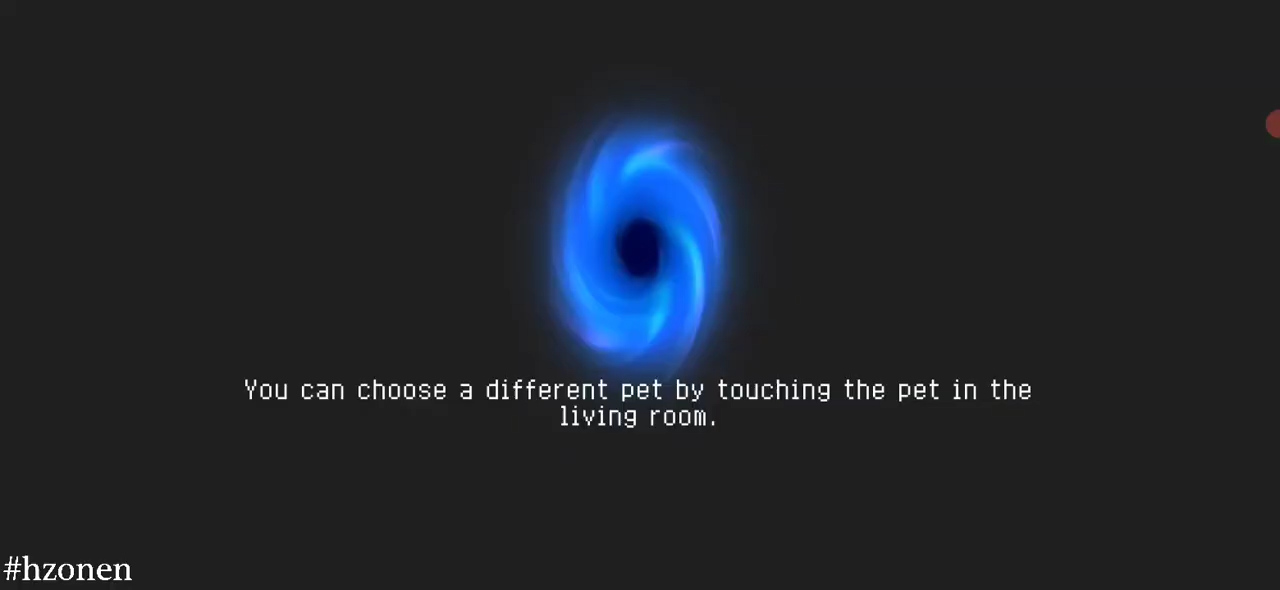 You can choose a different pet by touching the pet in the
living room.
#hzonen